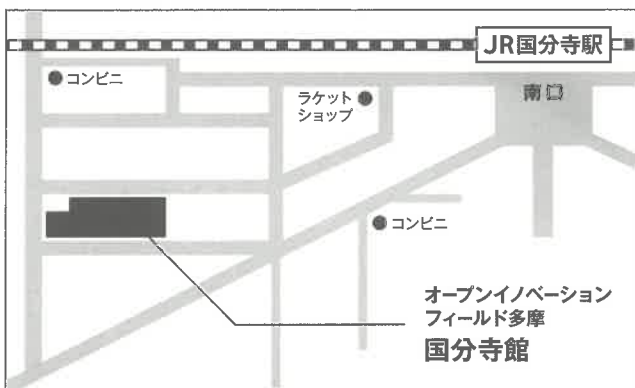 JR国分寺駅
コンビニ
ラケット
ショップ
南口
コンビニ
オープンイノベーション
フィールド多摩
国分寺館